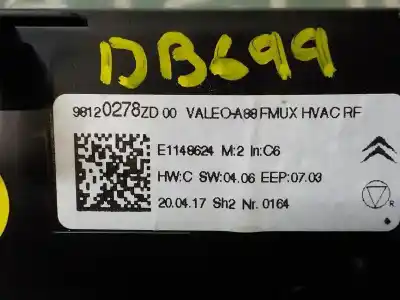 DB699
98120278ZD 00 VALEO-A88 FMUX HVAC RF
E1148624 M:2 In:C6
HW:C SW:04.06 EEP:07.03
20.04.17 Sh2 Nr. 0164
R